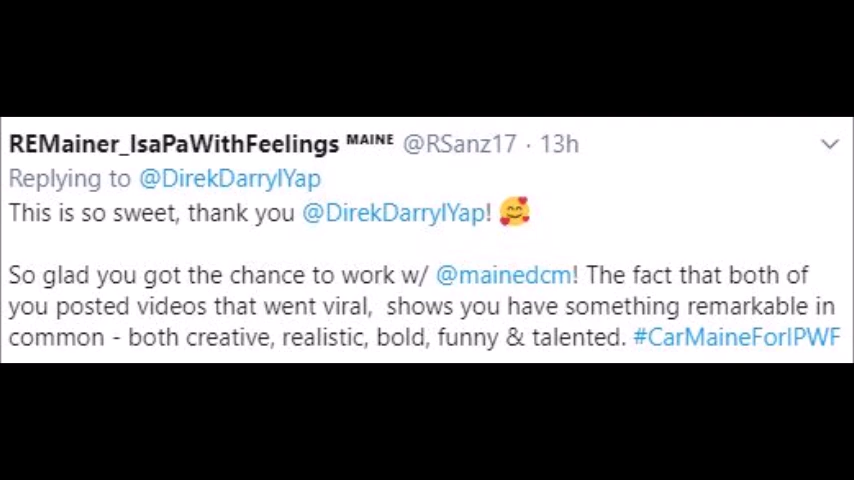 REMainer_IsaPaWithFeelings ᴹᴬᴵᴺᴱ @RSanz17 · 13h
Replying to @DirekDarrylYap
This is so sweet, thank you @DirekDarrylYap! 🥰
So glad you got the chance to work w/ @mainedcm! The fact that both of
you posted videos that went viral, shows you have something remarkable in
common - both creative, realistic, bold, funny & talented. #CarMaineForIPWF